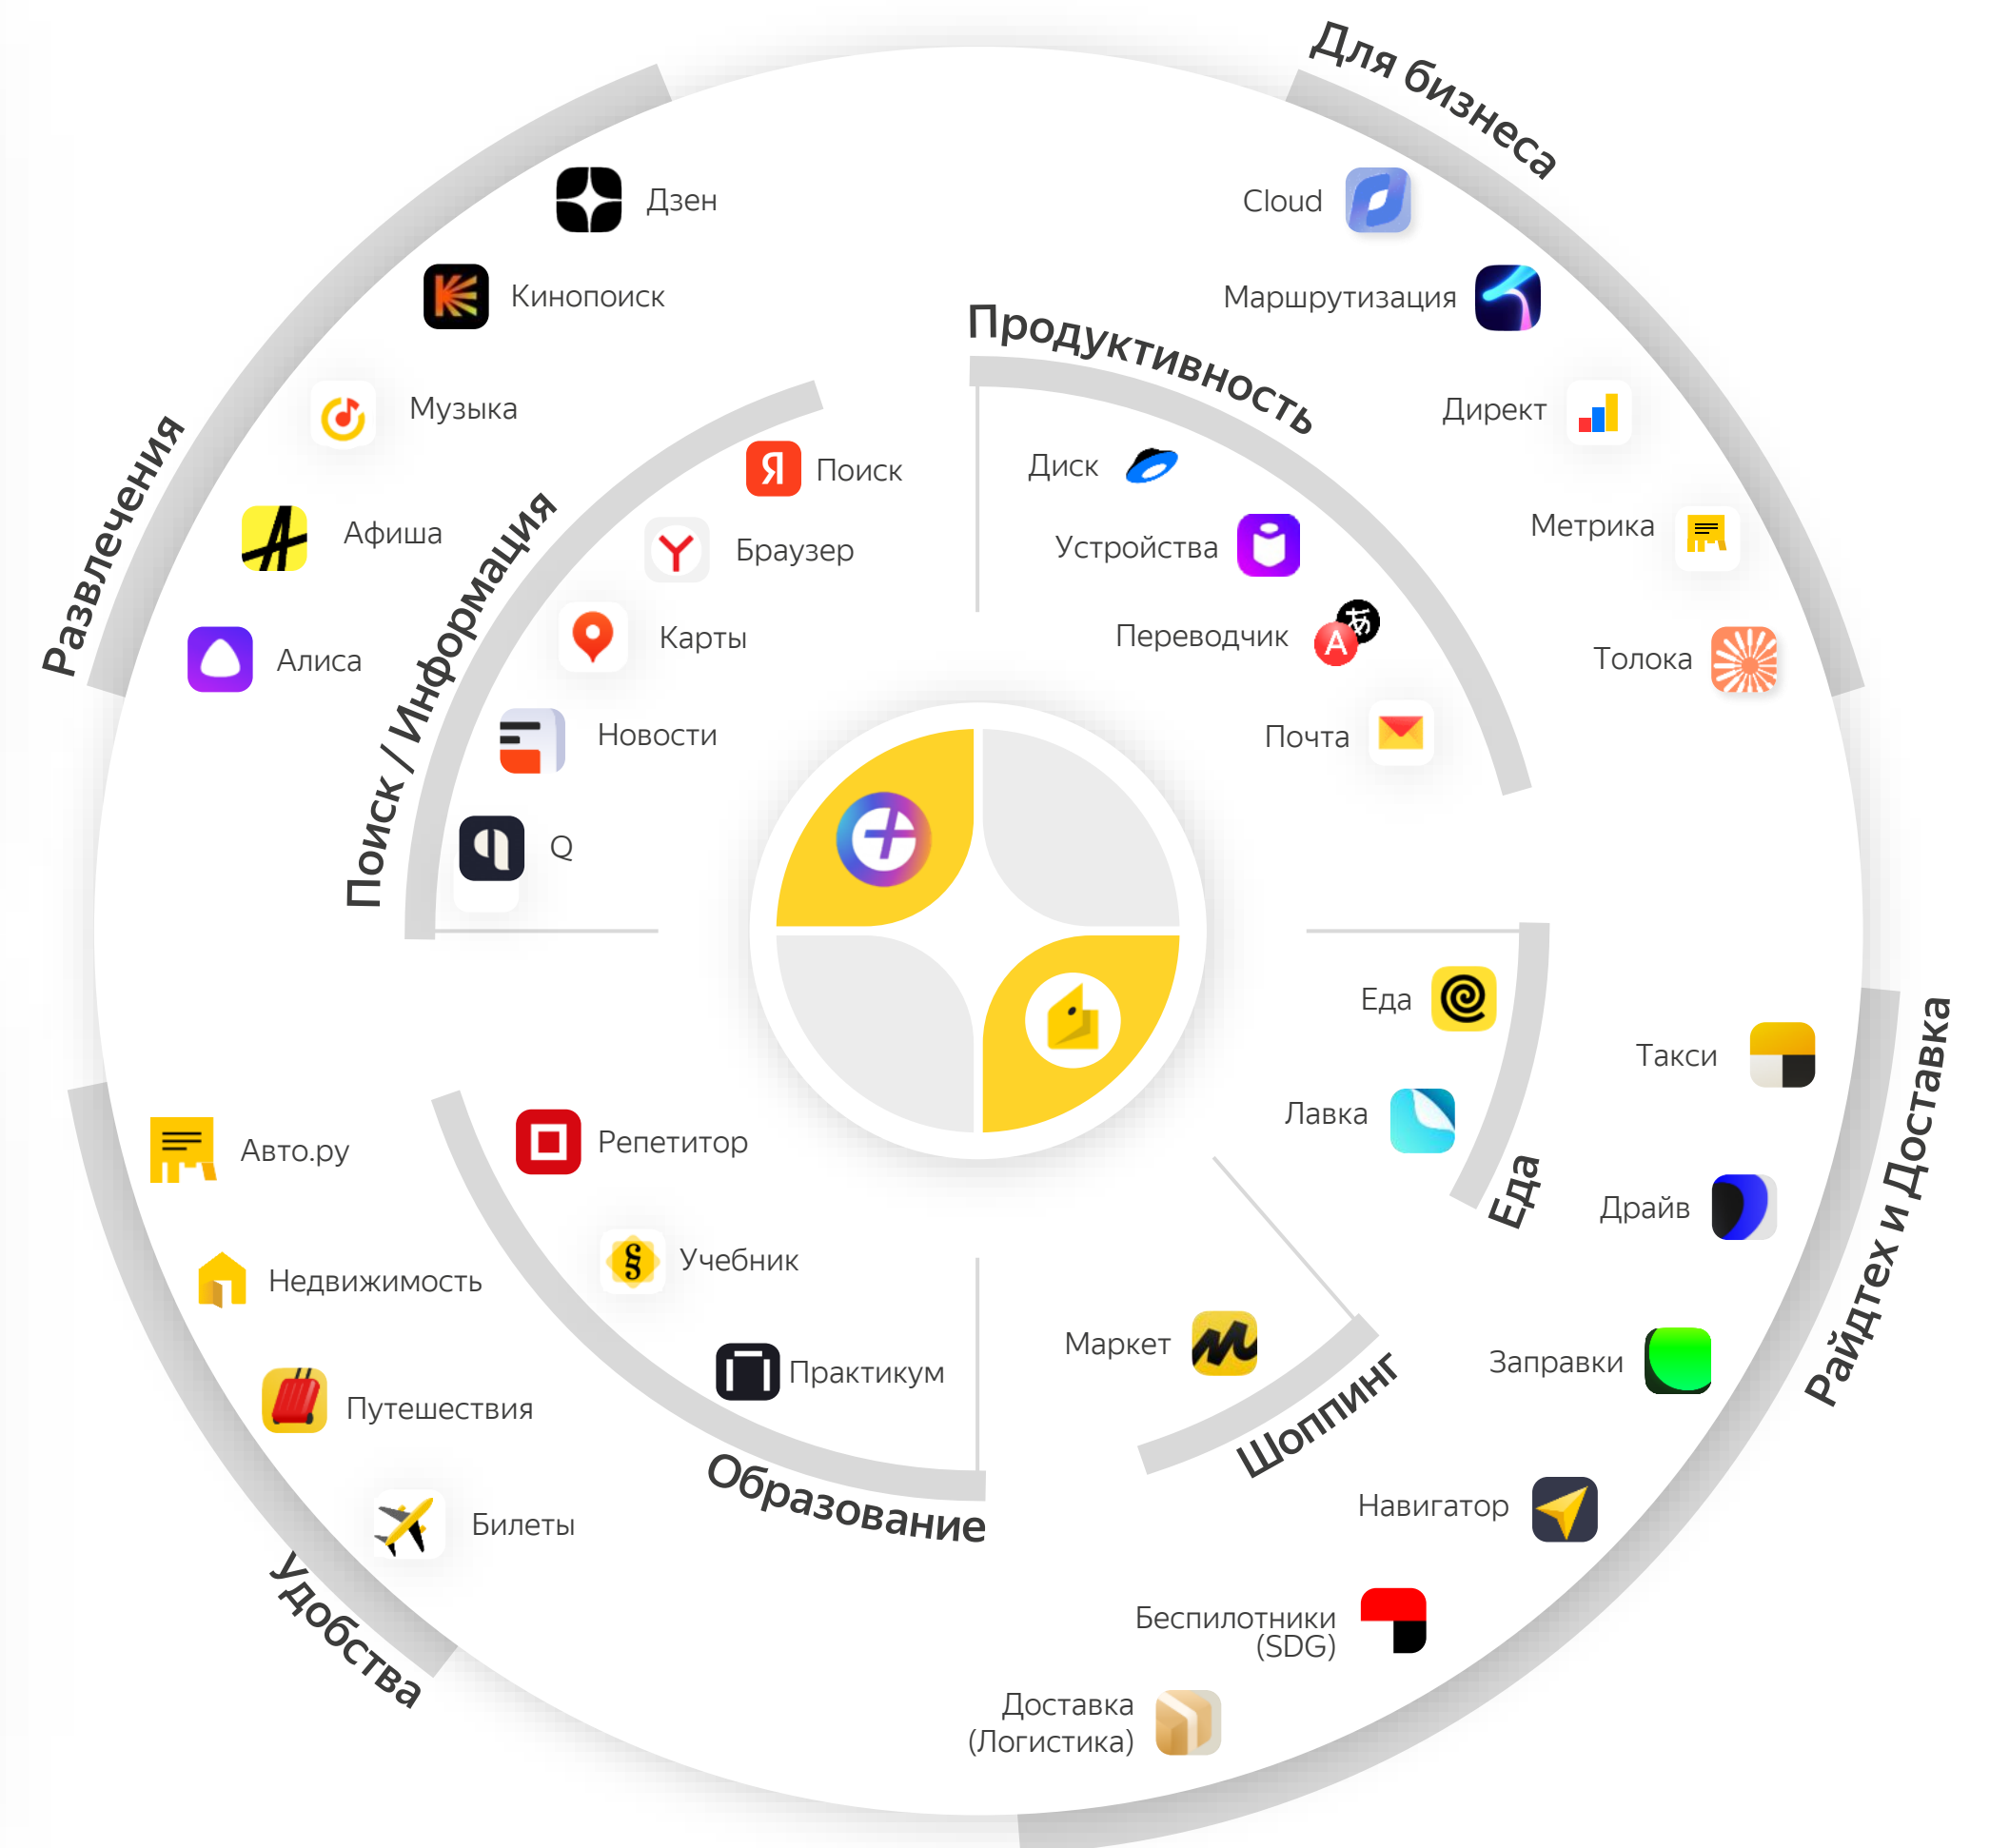 Для бизнеса
Cloud
Маршрутизация
Директ
Метрика
Толока
Развлечения
Дзен
Кинопоиск
Музыка
Афиша
Алиса
Продуктивность
Диск
Устройства
Переводчик
Почта
Поиск / Информация
Я
Поиск
Браузер
Карты
Новости
Q
Еда
Еда
Лавка
Райдтех и Доставка
Такси
Драйв
Заправки
Навигатор
Беспилотники
(SDG)
Доставка
(Логистика)
Шоппинг
Маркет
Образование
Репетитор
Учебник
Практикум
Удобства
Авто.ру
Недвижимость
Путешествия
Билеты